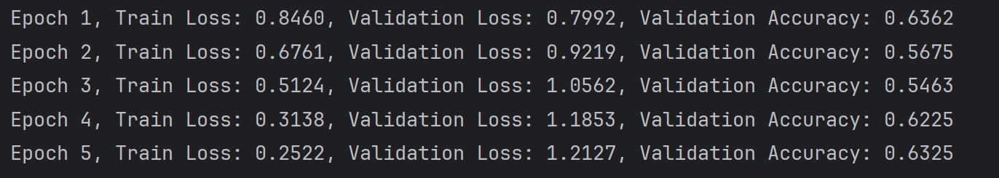 Epoch 1, Train Loss: 0.8460, Validation Loss: 0.7992, Validation Accuracy: 0.6362
Epoch 2, Train Loss: 0.6761, Validation Loss: 0.9219, Validation Accuracy: 0.5675
Epoch 3, Train Loss: 0.5124, Validation Loss: 1.0562, Validation Accuracy: 0.5463
Epoch 4, Train Loss: 0.3138, Validation Loss: 1.1853, Validation Accuracy: 0.6225
Epoch 5, Train Loss: 0.2522, Validation Loss: 1.2127, Validation Accuracy: 0.6325